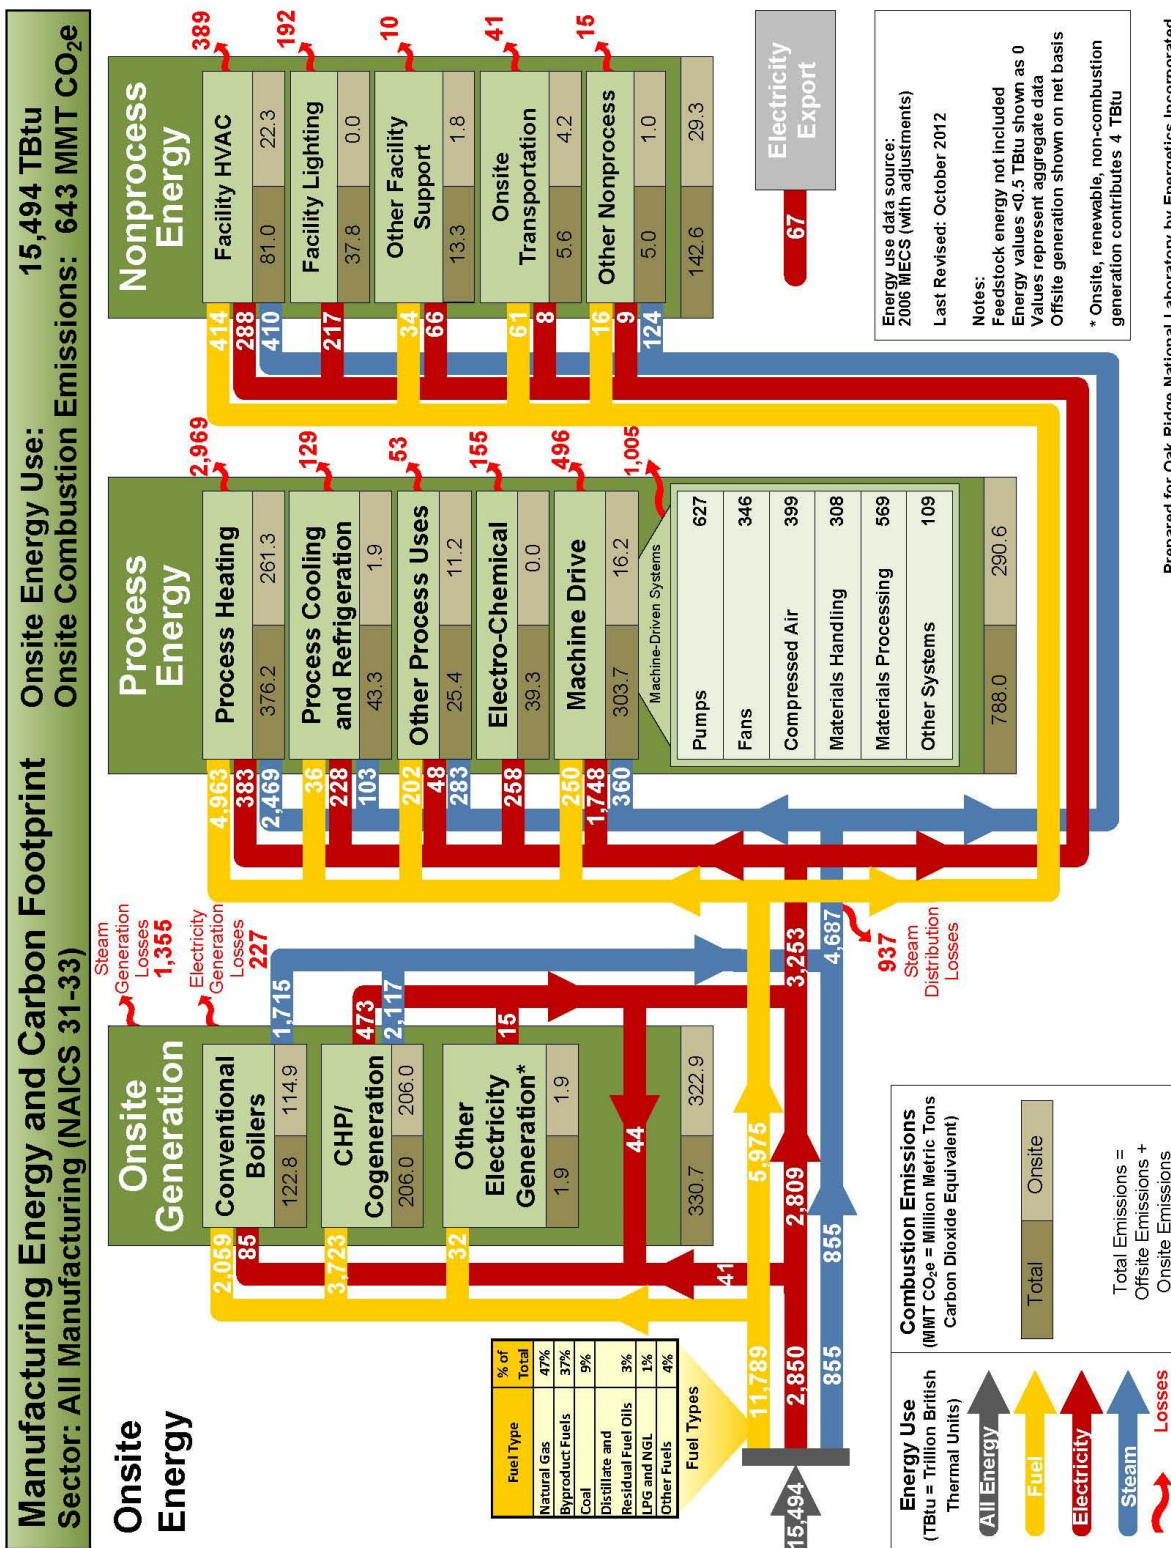 Manufacturing Energy and Carbon Footprint
Sector: All Manufacturing (NAICS 31-33)
Onsite Energy Use: 15,494 TBtu
Onsite Combustion Emissions: 643 MMT CO₂e
Onsite
Energy
Fuel Type % of Total
Natural Gas 47%
Byproduct Fuels 37%
Coal 9%
Distillate and
Residual Fuel Oils 3%
LPG and NGL 1%
Other Fuels 4%
Fuel Types
15,494
11,789
2,850
855
41
44
5,975
2,809
855
Onsite
Generation
2,059
85
Conventional
Boilers
122.8 114.9
1,715
3,723
CHP/
Cogeneration
206.0 206.0
473
2,117
32
Other
Electricity
Generation*
1.9 1.9
15
330.7 322.9
Steam
Generation
Losses
1,355
Electricity
Generation
Losses
227
3,253
4,687
937
Steam
Distribution
Losses
Process
Energy
4,963
383
2,469
Process Heating
376.2 261.3
2,969
36
228
103
Process Cooling
and Refrigeration
43.3 1.9
129
202
48
283
Other Process Uses
25.4 11.2
53
258
Electro-Chemical
39.3 0.0
155
250
1,748
360
Machine Drive
303.7 16.2
496
Machine-Driven Systems
1,005
Pumps 627
Fans 346
Compressed Air 399
Materials Handling 308
Materials Processing 569
Other Systems 109
788.0 290.6
Nonprocess
Energy
414
288
410
Facility HVAC
81.0 22.3
389
217
Facility Lighting
37.8 0.0
192
34
66
Other Facility
Support
13.3 1.8
10
61
8
Onsite
Transportation
5.6 4.2
41
16
9
124
Other Nonprocess
5.0 1.0
15
142.6 29.3
67
Electricity
Export
Energy Use
(TBtu = Trillion British
Thermal Units)
All Energy
Fuel
Electricity
Steam
Losses
Combustion Emissions
(MMT CO₂e = Million Metric Tons
Carbon Dioxide Equivalent)
Total Onsite
Total Emissions =
Offsite Emissions +
Onsite Emissions
Energy use data source:
2006 MECS (with adjustments)
Last Revised: October 2012
Notes:
Feedstock energy not included
Energy values <0.5 TBtu shown as 0
Values represent aggregate data
Offsite generation shown on net basis
* Onsite, renewable, non-combustion
generation contributes 4 TBtu
Prepared for Oak Ridge National Laboratory by Energetics Incorporated